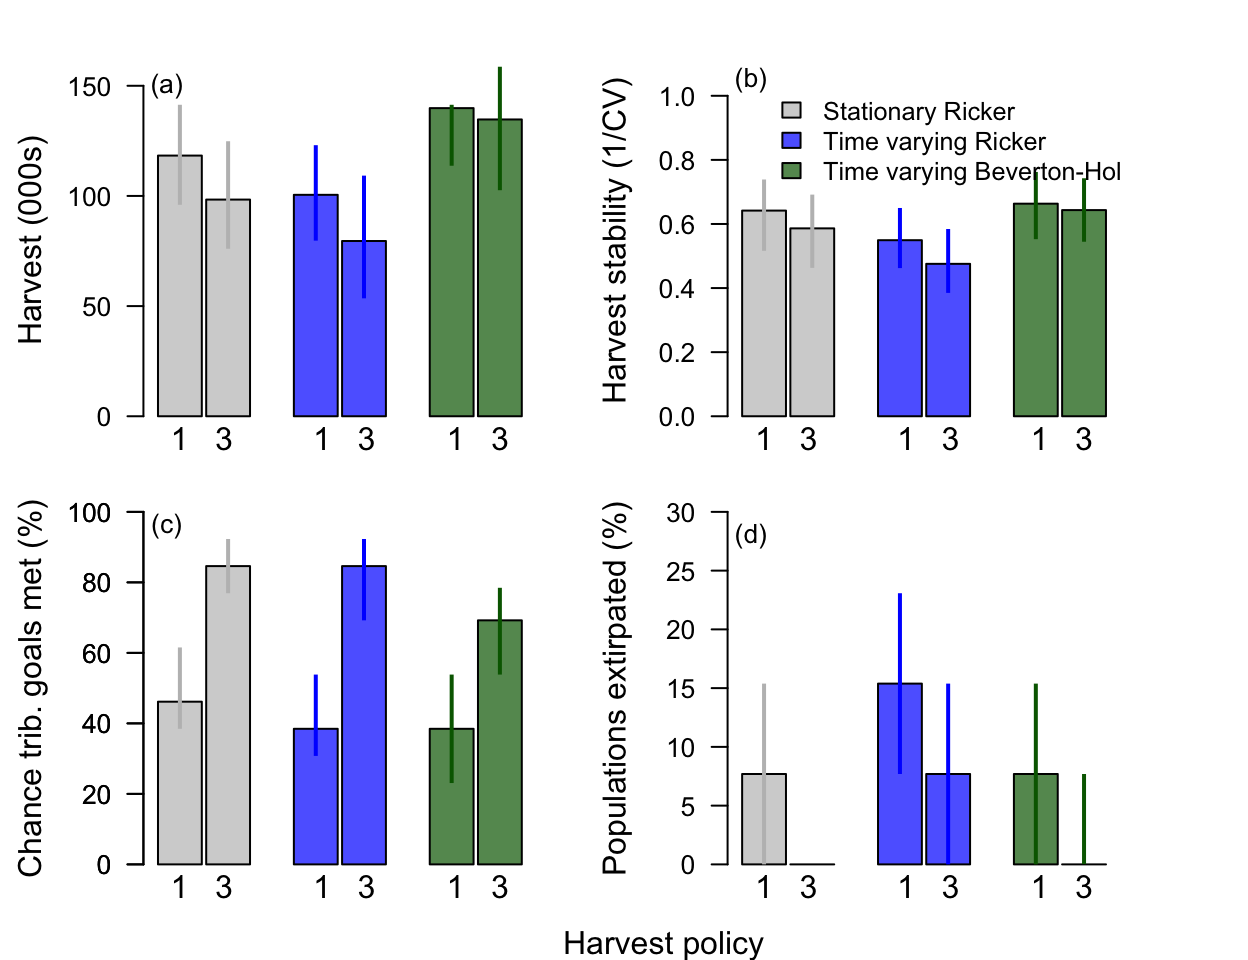 (a)
Harvest (000s)
150
100
50
0
1 3 1 3 1 3
(b)
Harvest stability (1/CV)
1.0
0.8
0.6
0.4
0.2
0.0
Stationary Ricker
Time varying Ricker
Time varying Beverton-Hol
1 3 1 3 1 3
(c)
Chance trib. goals met (%)
100
80
60
40
20
0
1 3 1 3 1 3
(d)
Populations extirpated (%)
30
25
20
15
10
5
0
1 3 1 3 1 3
Harvest policy